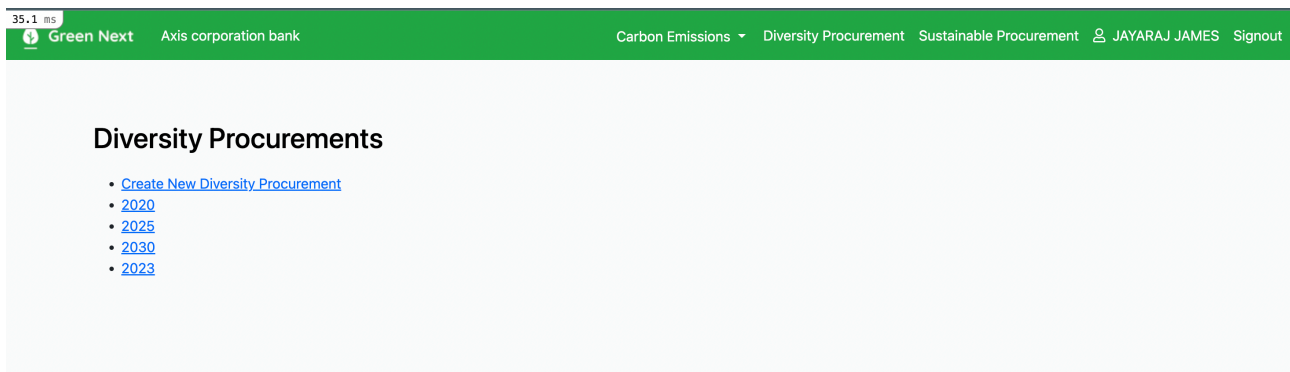 35.1 ms
Green Next Axis corporation bank Carbon Emissions Diversity Procurement Sustainable Procurement JAYARAJ JAMES Signout
Diversity Procurements
• Create New Diversity Procurement
• 2020
• 2025
• 2030
• 2023